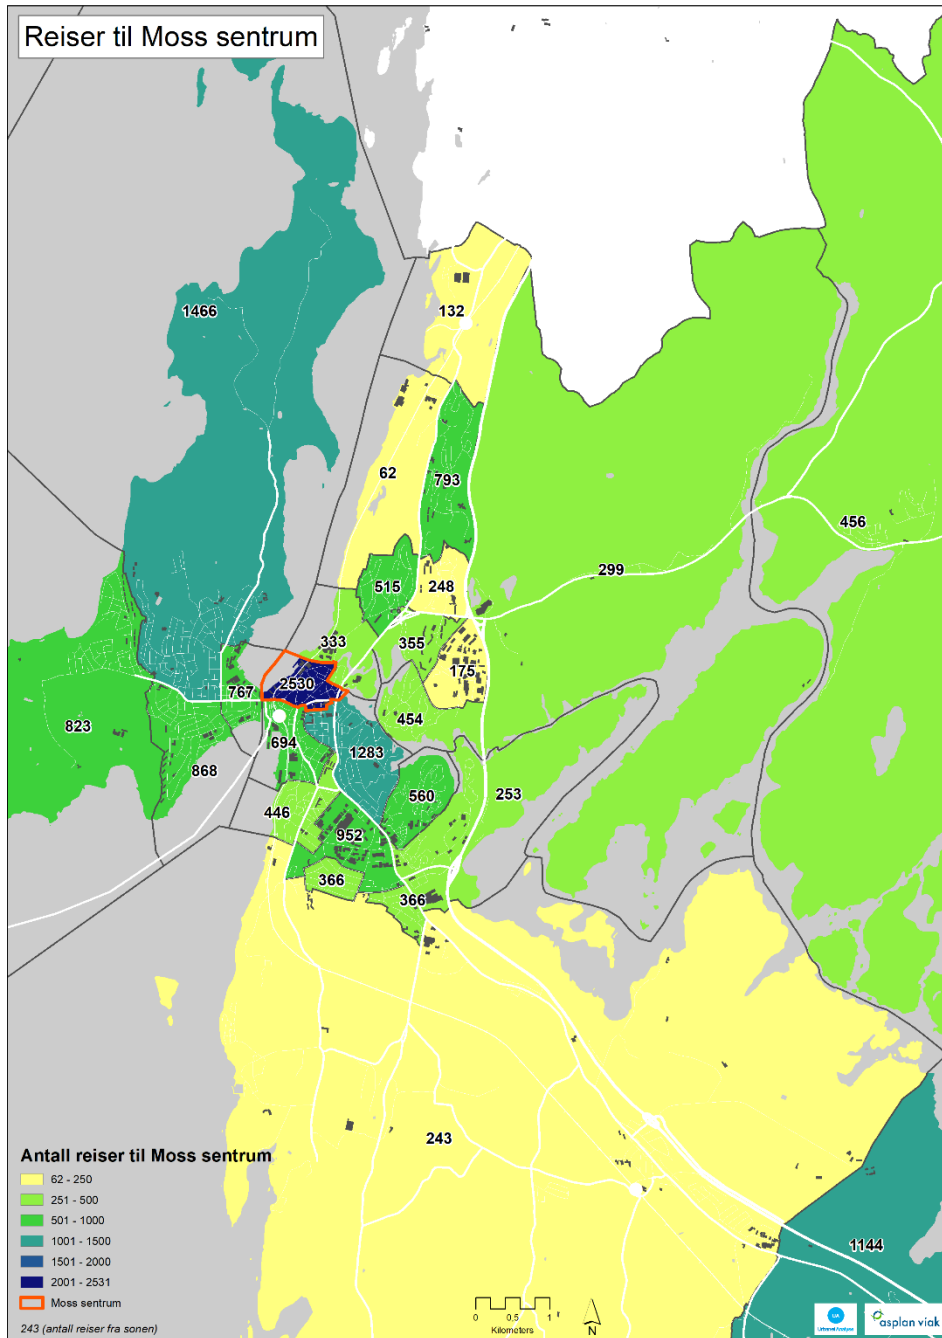 Reiser til Moss sentrum
1466
132
62
793
456
299
515
248
333
355
175
2530
767
454
823
694
1283
868
253
560
446
952
366
366
243
1144
Antall reiser til Moss sentrum
62 - 250
251 - 500
501 - 1000
1001 - 1500
1501 - 2000
2001 - 2531
Moss sentrum
243 (antall reiser fra sonen)
0 0,5 1
Kilometers
N
UA
Urbanet Analyse
asplan viak